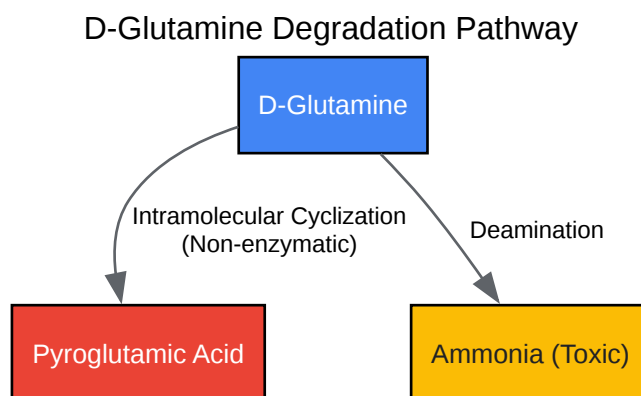 D-Glutamine Degradation Pathway
D-Glutamine
Intramolecular Cyclization
(Non-enzymatic)
Deamination
Pyroglutamic Acid
Ammonia (Toxic)